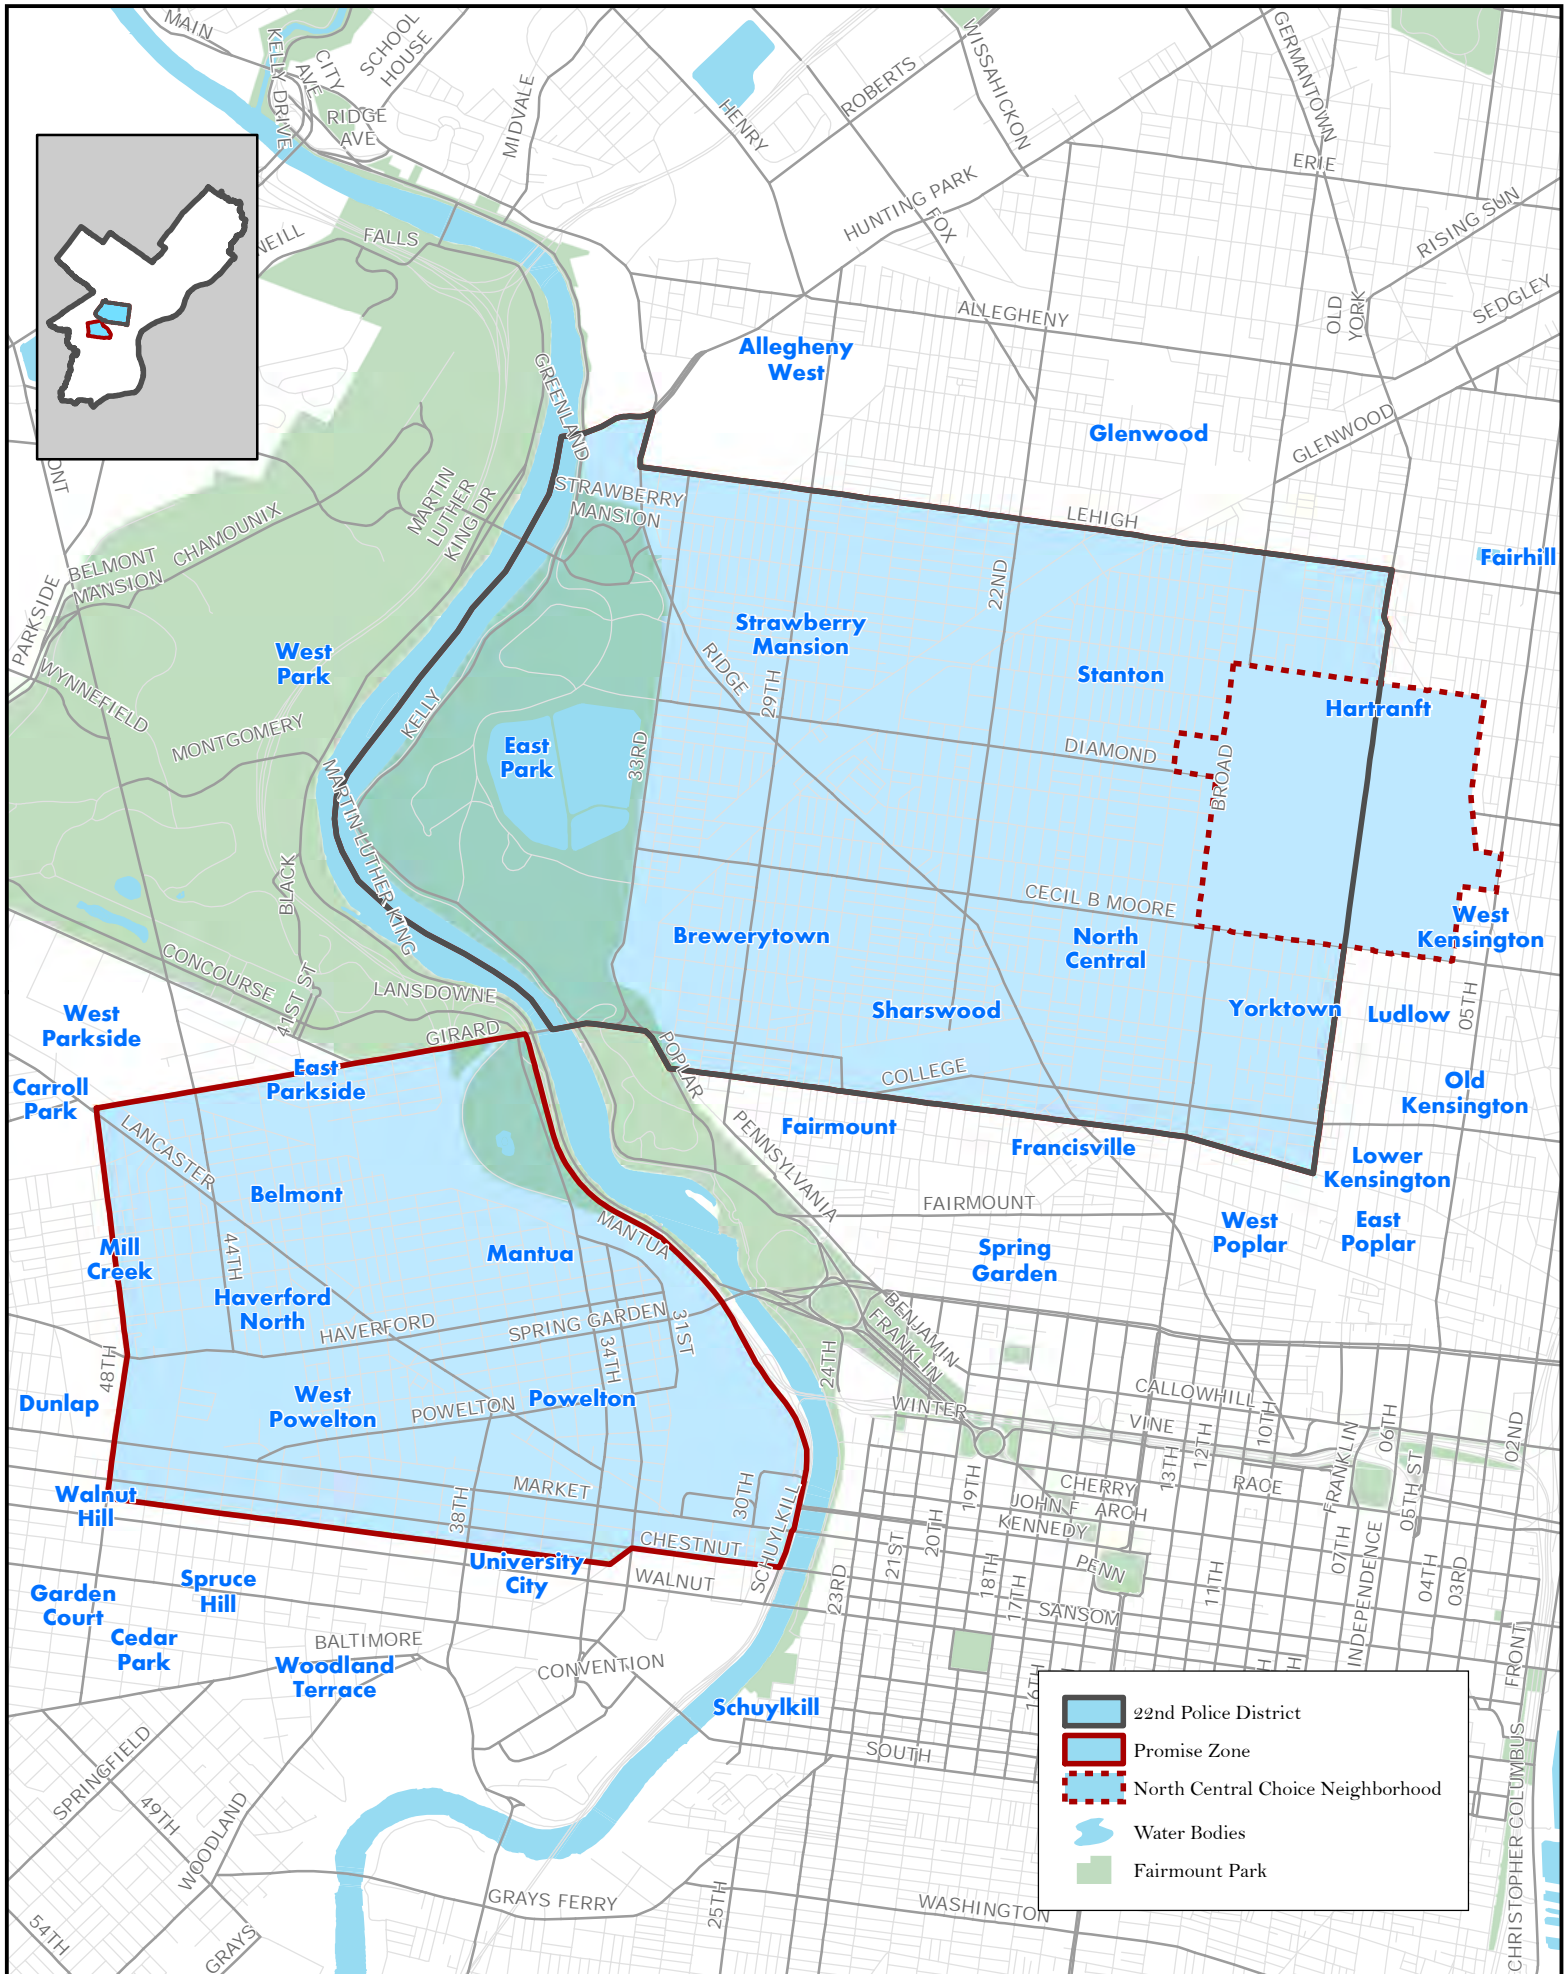 MAIN
KELLY DRIVE
CITY
AVE
SCHOOL
HOUSE
RIDGE
AVE
MIDVALE
HENRY
ROBERTS
WISSAHICKON
GERMANTOWN
ERIE
HUNTING PARK
FOX
RISING SUN
NEILL
FALLS
SEDGLEY
ALLEGHENY
OLD
YORK
Allegheny
West
GREENLAND
Glenwood
GLENWOOD
ONT
MARTIN
LUTHER
KING DR
STRAWBERRY
MANSION
LEHIGH
CHAMOUNIX
BELMONT
MANSION
Fairhill
PARKSIDE
22ND
Strawberry
Mansion
West
Park
RIDGE
29TH
Stanton
WYNNEFIELD
Hartranft
KELLY
MONTGOMERY
East
Park
33RD
DIAMOND
BROAD
MARTIN LUTHER KING
BLACK
CECIL B MOORE
West
Kensington
Brewerytown
North
Central
CONCOURSE
41ST ST
LANSDOWNE
West
Parkside
GIRARD
Sharswood
Yorktown
Ludlow
05TH
POPLAR
East
Parkside
Carroll
Park
COLLEGE
Old
Kensington
LANCASTER
Fairmount
PENNSYLVANIA
Francisville
Lower
Kensington
Belmont
FAIRMOUNT
MANTUA
West
Poplar
East
Poplar
Mill
Creek
44TH
Mantua
Spring
Garden
Haverford
North
HAVERFORD
SPRING GARDEN
31ST
34TH
BENJAMIN
FRANKLIN
24TH
48TH
Dunlap
West
Powelton
POWELTON
Powelton
WINTER
CALLOWHILL
VINE
10TH
12TH
13TH
FRANKLIN
06TH
05TH ST
02ND
Walnut
Hill
MARKET
38TH
30TH
SCHUYLKILL
CHERRY
RACE
19TH
JOHN F
KENNEDY
ARCH
20TH
21ST
CHESTNUT
University
City
WALNUT
PENN
18TH
17TH
11TH
07TH
INDEPENDENCE
04TH
03RD
23RD
Garden
Court
Spruce
Hill
SANSOM
Cedar
Park
BALTIMORE
Woodland
Terrace
CONVENTION
FRONT
16TH
H
H
Schuylkill
SOUTH
22nd Police District
Promise Zone
North Central Choice Neighborhood
Water Bodies
Fairmount Park
SPRINGFIELD
49TH
WOODLAND
CHRISTOPHER COLUMBUS
GRAYS FERRY
25TH
WASHINGTON
54TH
GRAYS